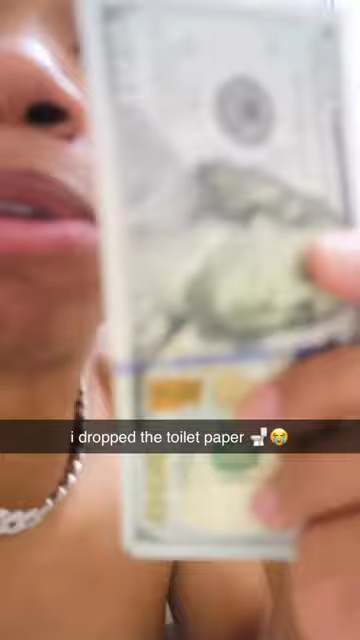 i dropped the toilet paper 🚽😭